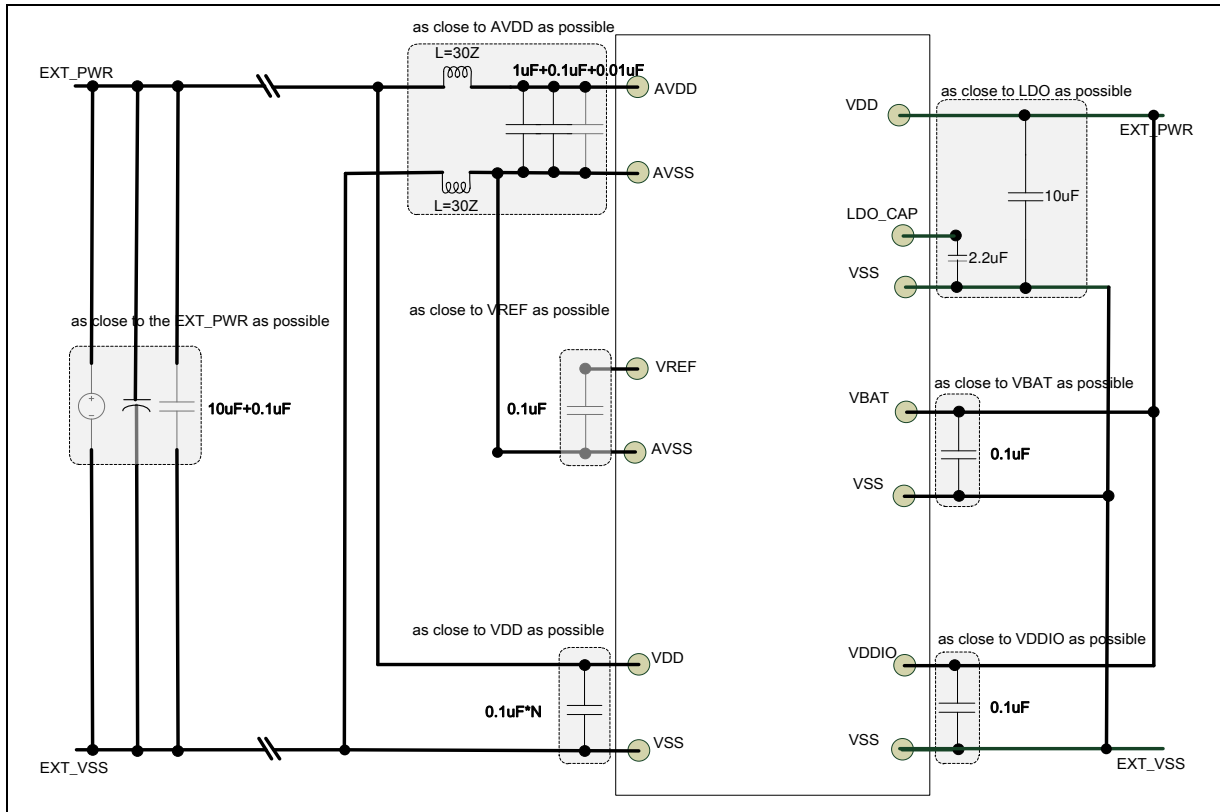 as close to AVDD as possible
L=30Z
EXT_PWR
1uF+0.1uF+0.01uF
AVDD
AVSS
L=30Z
VDD
as close to LDO as possible
EXT_PWR
10uF
LDO_CAP
2.2uF
VSS
as close to the EXT_PWR as possible
10uF+0.1uF
as close to VREF as possible
VREF
0.1uF
AVSS
as close to VBAT as possible
VBAT
0.1uF
VSS
as close to VDD as possible
VDD
0.1uF*N
VSS
as close to VDDIO as possible
VDDIO
0.1uF
VSS
EXT_VSS
EXT_VSS